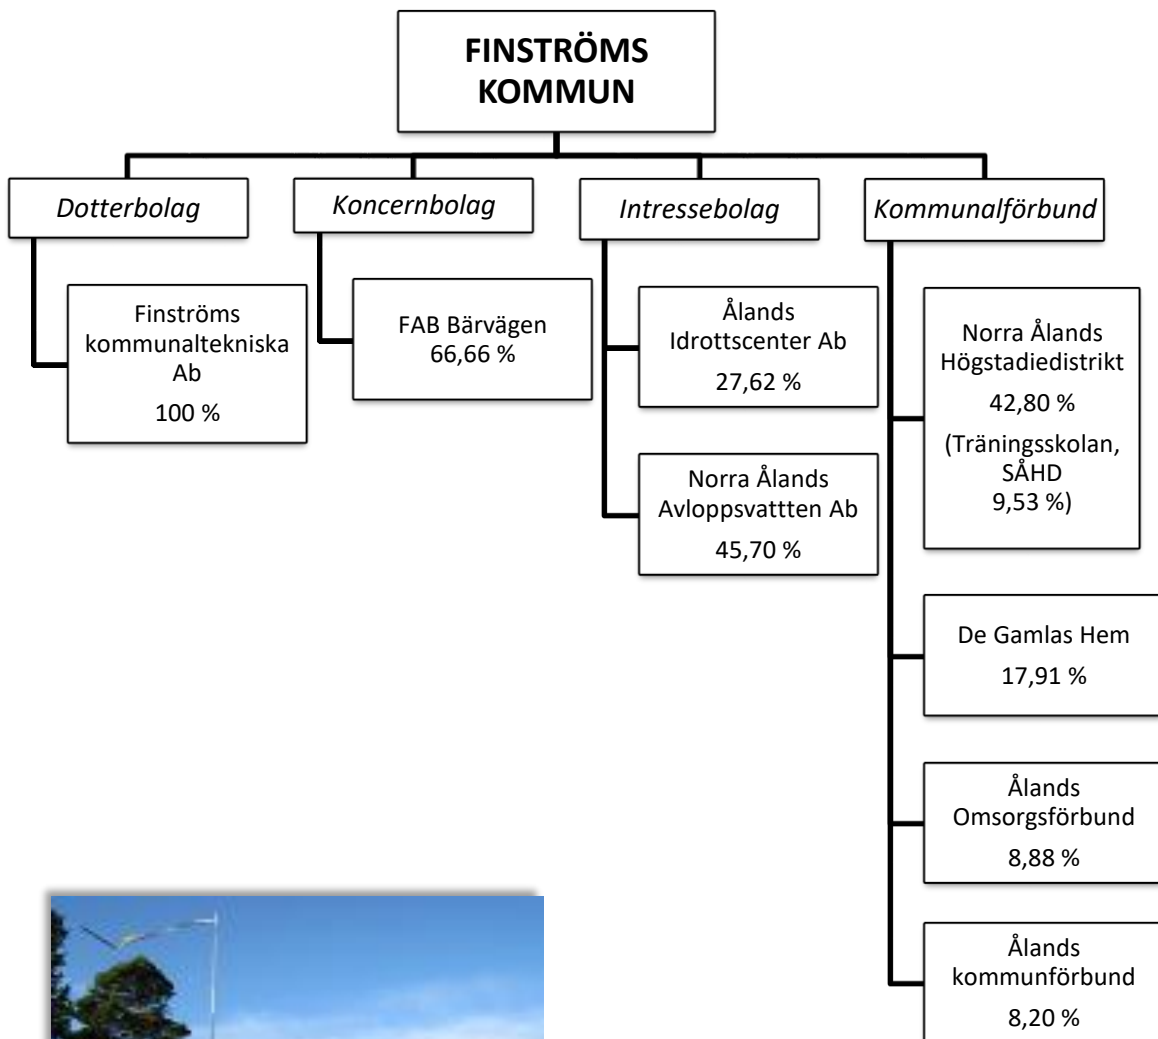 FINSTRÖMS
KOMMUN
Dotterbolag
Koncernbolag
Intressebolag
Kommunalförbund
Finströms
kommunaltekniska
Ab
100 %
FAB Bärvägen
66,66 %
Ålands
Idrottscenter Ab
27,62 %
Norra Ålands
Avloppsvattten Ab
45,70 %
Norra Ålands
Högstadiedistrikt
42,80 %
(Träningsskolan,
SÅHD
9,53 %)
De Gamlas Hem
17,91 %
Ålands
Omsorgsförbund
8,88 %
Ålands
kommunförbund
8,20 %